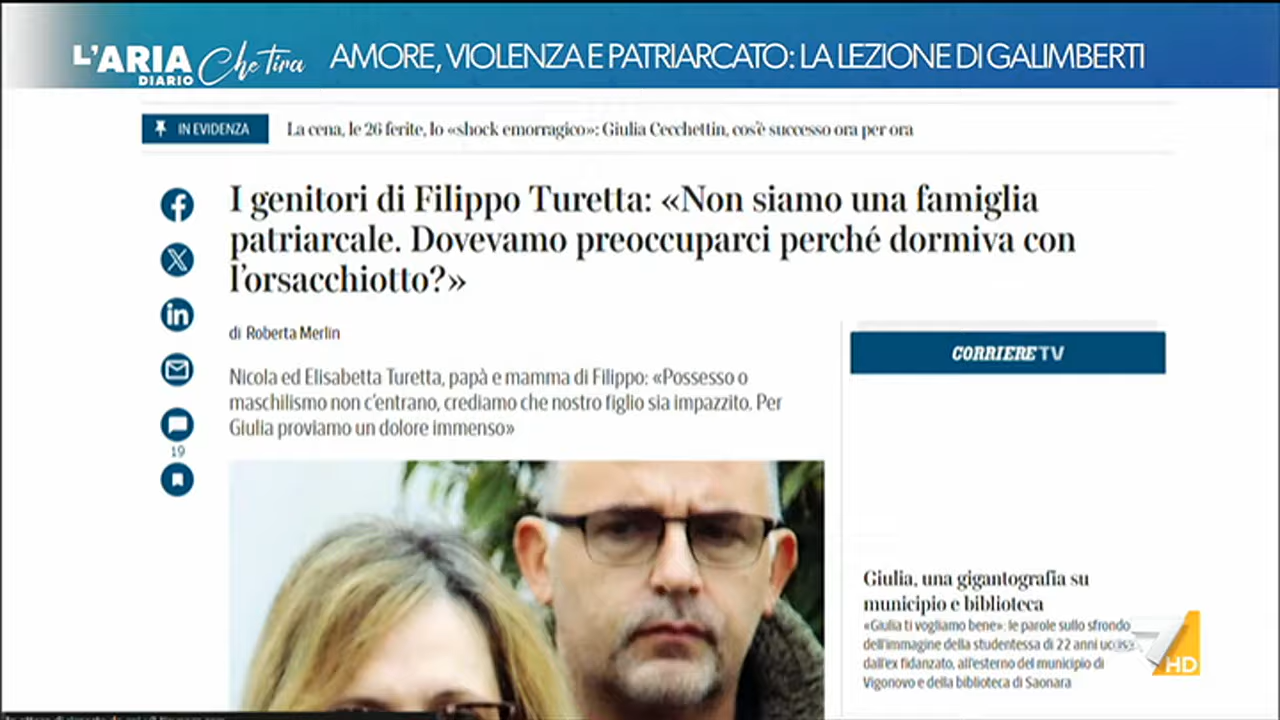 L'ARIA
DIARIO
Che tira
AMORE, VIOLENZA E PATRIARCATO: LA LEZIONE DI GALIMBERTI
IN EVIDENZA
La cena, le 26 ferite, lo «shock emorragico»: Giulia Cecchettin, cos'è successo ora per ora
I genitori di Filippo Turetta: «Non siamo una famiglia
patriarcale. Dovevamo preoccuparci perché dormiva con
l'orsacchiotto?»
di Roberta Merlin
Nicola ed Elisabetta Turetta, papà e mamma di Filippo: «Possesso o
maschilismo non c'entrano, crediamo che nostro figlio sia impazzito. Per
Giulia proviamo un dolore immenso»
19
CORRIERE TV
Giulia, una gigantografia su
municipio e biblioteca
«Giulia ti vogliamo bene»: le parole sullo sfondo
dell'immagine della studentessa di 22 anni
dall'ex fidanzato, all'esterno del municipio di
Vigonovo e della biblioteca di Saonara
7 HD